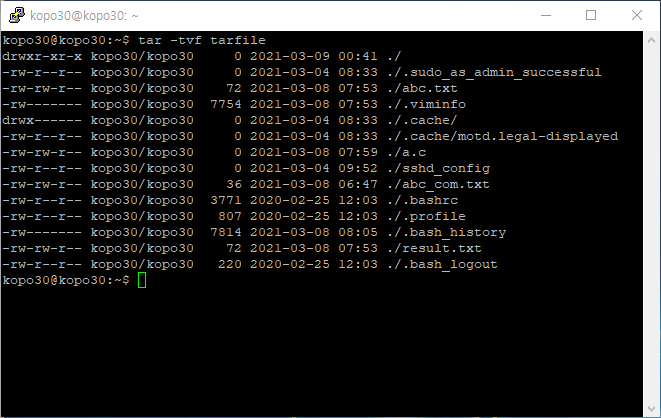 kopo30@kopo30: ~
kopo30@kopo30:~$ tar -tvf tarfile
drwxr-xr-x kopo30/kopo30     0 2021-03-09 00:41 ./
-rw-r--r-- kopo30/kopo30     0 2021-03-04 08:33 ./.sudo_as_admin_successful
-rw-rw-r-- kopo30/kopo30    72 2021-03-08 07:53 ./abc.txt
-rw------- kopo30/kopo30  7754 2021-03-08 07:53 ./.viminfo
drwx------ kopo30/kopo30     0 2021-03-04 08:33 ./.cache/
-rw-r--r-- kopo30/kopo30     0 2021-03-04 08:33 ./.cache/motd.legal-displayed
-rw-rw-r-- kopo30/kopo30     0 2021-03-08 07:59 ./a.c
-rw-r--r-- kopo30/kopo30     0 2021-03-04 09:52 ./sshd_config
-rw-rw-r-- kopo30/kopo30    36 2021-03-08 06:47 ./abc_com.txt
-rw-r--r-- kopo30/kopo30  3771 2020-02-25 12:03 ./.bashrc
-rw-r--r-- kopo30/kopo30   807 2020-02-25 12:03 ./.profile
-rw------- kopo30/kopo30  7814 2021-03-08 08:05 ./.bash_history
-rw-rw-r-- kopo30/kopo30    72 2021-03-08 07:53 ./result.txt
-rw-r--r-- kopo30/kopo30   220 2020-02-25 12:03 ./.bash_logout
kopo30@kopo30:~$